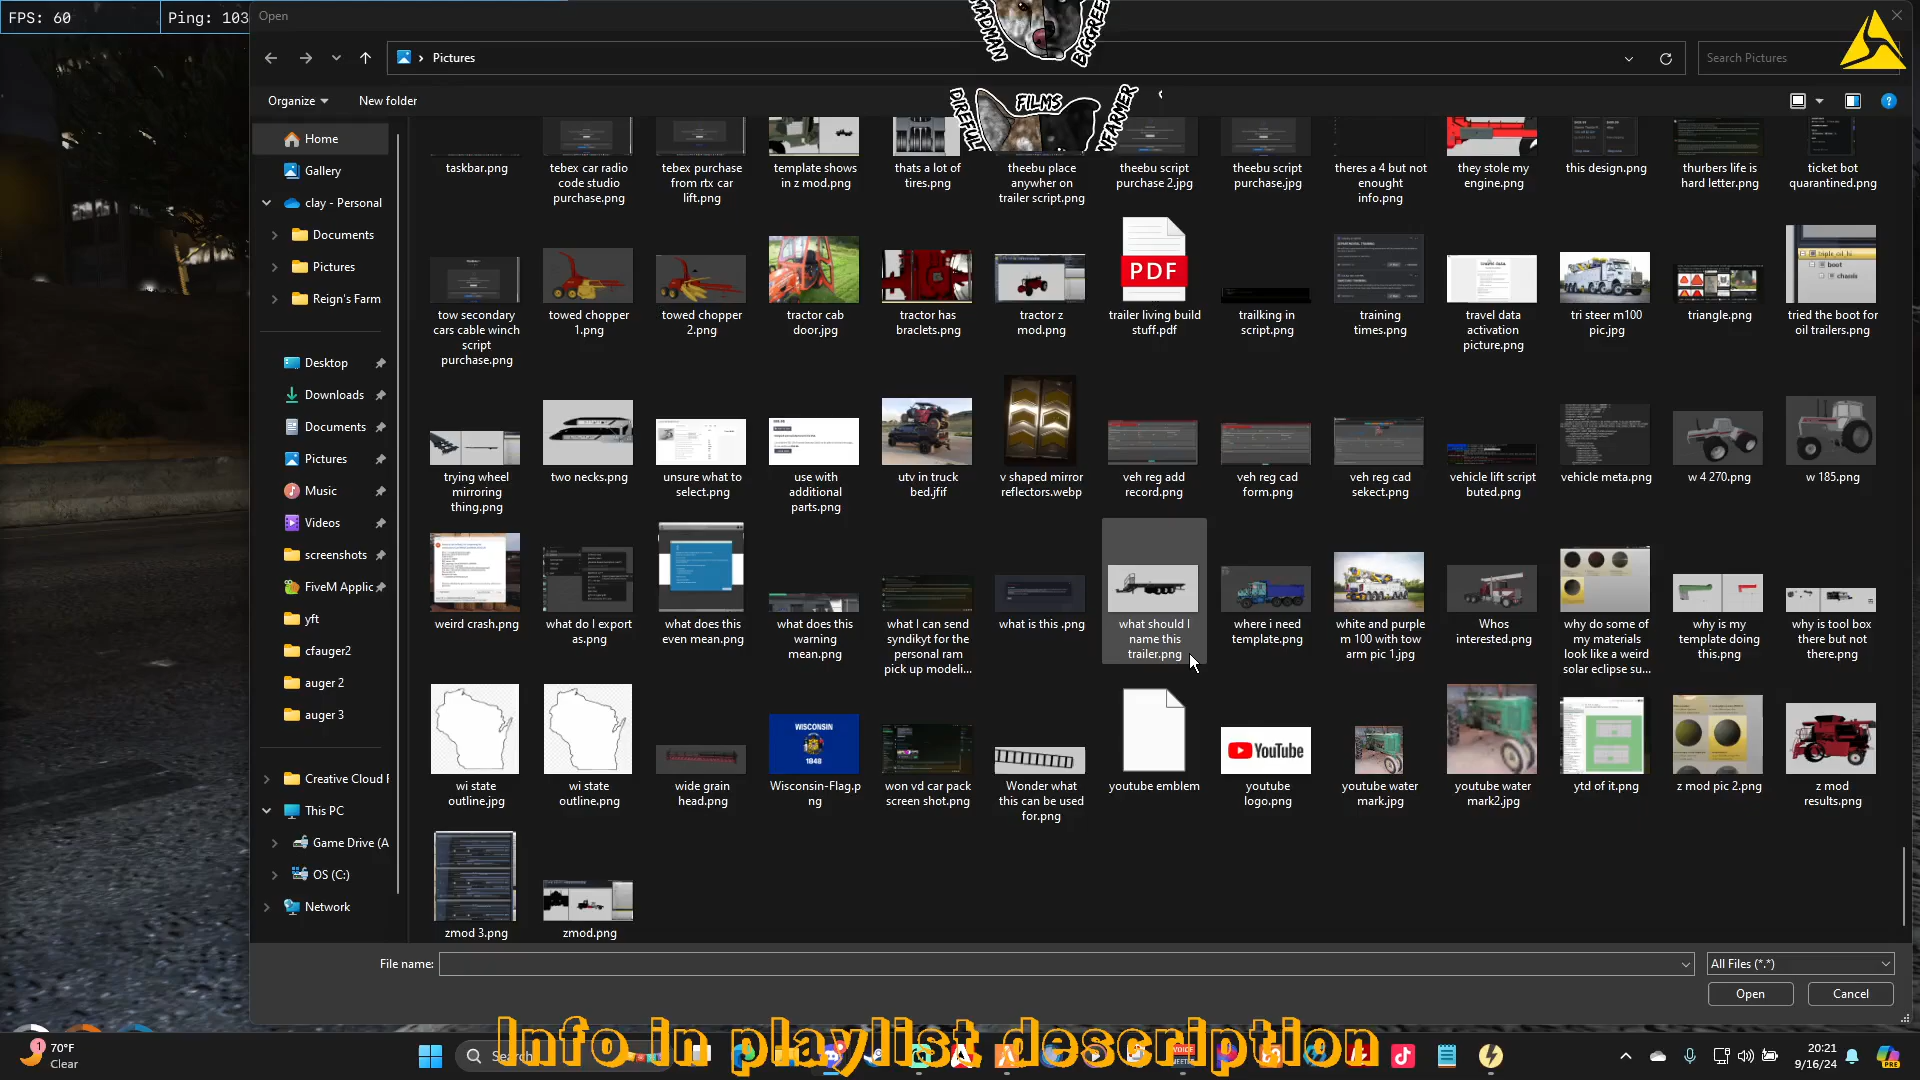 FPS: 60
Ping: 103
Open
MADMAN
BIGGREEN
Pictures
Search Pictures
Organize
New folder
DIREFUL
FILMS
FARMER
Home
Gallery
clay - Personal
Documents
Pictures
Reign's Farm
Desktop
Downloads
Documents
Pictures
Music
Videos
screenshots
FiveM Applic
yft
cfauger2
auger 2
auger 3
Creative Cloud F
This PC
Game Drive (A
OS (C:)
Network
taskbar.png
tebex car radio
code studio
purchase.png
tebex purchase
from rtx car
lift.png
template shows
in z mod.png
thats a lot of
tires.png
theebu place
anywher on
trailer script.png
theebu script
purchase 2.jpg
theebu script
purchase.jpg
theres a 4 but not
enought
info.png
they stole my
engine.png
this design.png
thurbers life is
hard letter.png
ticket bot
quarantined.png
PDF
tow secondary
cars cable winch
script
purchase.png
towed chopper
1.png
towed chopper
2.png
tractor cab
door.jpg
tractor has
braclets.png
tractor z
mod.png
trailer living build
stuff.pdf
trailking in
script.png
training
times.png
travel data
activation
picture.png
tri steer m100
pic.jpg
triangle.png
tried the boot for
oil trailers.png
trying wheel
mirroring
thing.png
two necks.png
unsure what to
select.png
use with
additional
parts.png
utv in truck
bed.jfif
v shaped mirror
reflectors.webp
veh reg add
record.png
veh reg cad
form.png
veh reg cad
sekect.png
vehicle lift script
buted.png
vehicle meta.png
w 4 270.png
w 185.png
weird crash.png
what do I export
as.png
what does this
even mean.png
what does this
warning
mean.png
what I can send
syndikyt for the
personal ram
pick up modeli...
what is this .png
what should I
name this
trailer.png
where i need
template.png
white and purple
m 100 with tow
arm pic 1.jpg
Whos
interested.png
why do some of
my materials
look like a weird
solar eclipse su...
why is my
template doing
this.png
why is tool box
there but not
there.png
WISCONSIN
1848
YouTube
wi state
outline.jpg
wi state
outline.png
wide grain
head.png
Wisconsin-Flag.p
ng
won vd car pack
screen shot.png
Wonder what
this can be used
for.png
youtube emblem
youtube
logo.png
youtube water
mark.jpg
youtube water
mark2.jpg
ytd of it.png
z mod pic 2.png
z mod
results.png
zmod 3.png
zmod.png
File name:
All Files (*.*)
Open
Cancel
Info in playlist description
1
70°F
Clear
Search
20:21
9/16/24